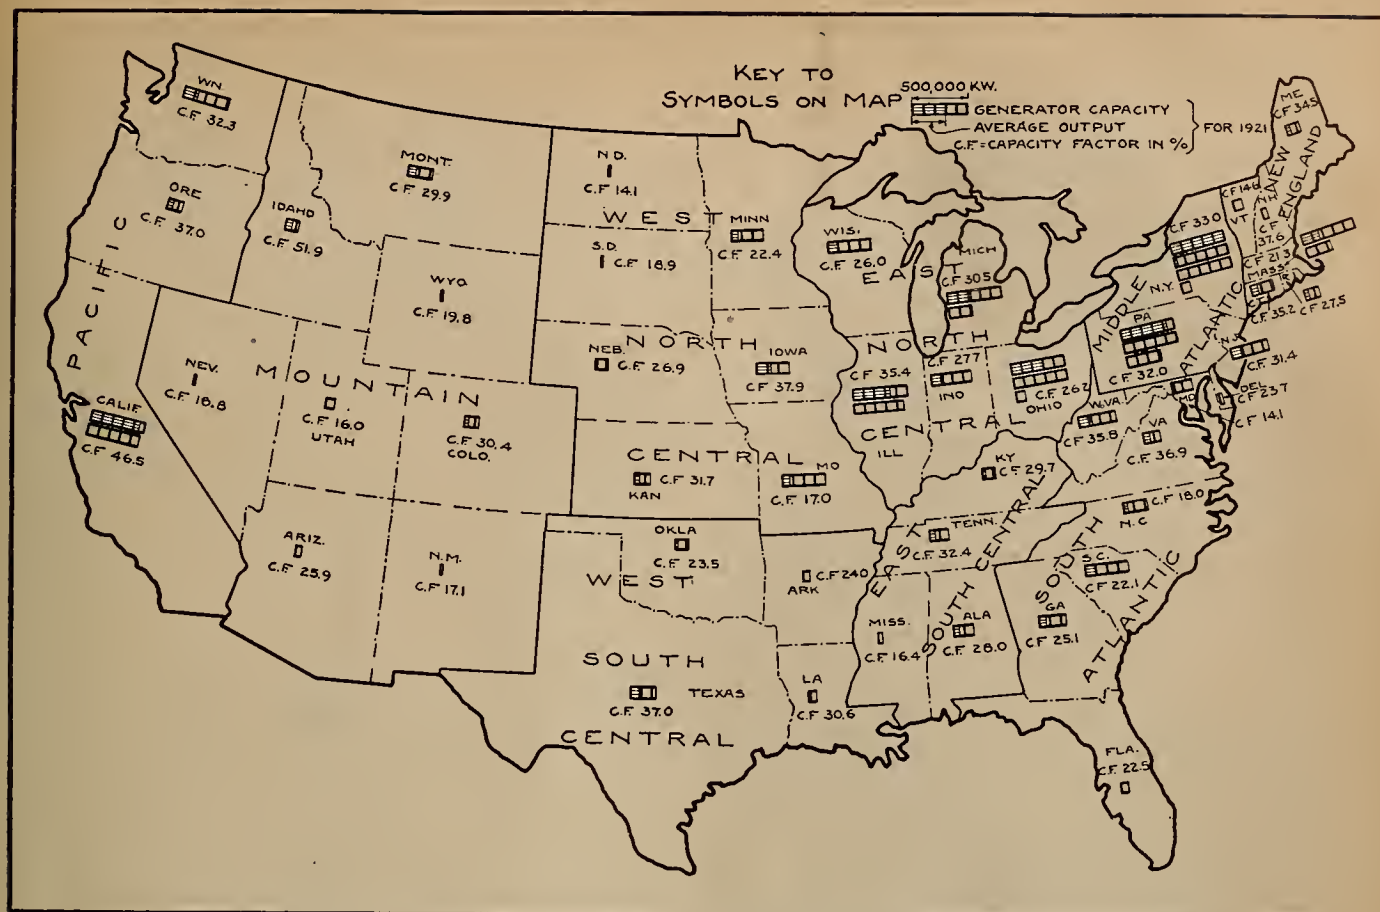 KEY TO
SYMBOLS ON MAP
500,000 KW.
GENERATOR CAPACITY
AVERAGE OUTPUT
C.F.=CAPACITY FACTOR IN %
FOR 1921
WN.
C.F. 32.3
ORE
C.F. 37.0
PACIFIC
CALIF
C.F. 46.5
IDAHO
C.F. 51.9
MONT.
C.F. 29.9
WYO.
C.F. 19.8
NEV.
C.F. 18.8
MOUNTAIN
C.F. 16.0
UTAH
C.F. 30.4
COLO.
ARIZ.
C.F. 25.9
N.M.
C.F. 17.1
N.D.
C.F. 14.1
WEST
S.D.
C.F. 18.9
MINN
C.F. 22.4
NORTH
NEB.
C.F. 26.9
IOWA
C.F. 37.9
CENTRAL
C.F. 31.7
KAN
MO
C.F. 17.0
WIS.
C.F. 26.0
EAST
MICH
C.F. 30.5
NORTH
C.F. 35.4
ILL
C.F 277
IND
C.F. 26.2
OHIO
CENTRAL
OKLA
C.F. 23.5
WEST
C.F 24.0
ARK
SOUTH
TEXAS
C.F. 37.0
CENTRAL
LA
C.F. 30.6
KY
C.F. 29.7
EAST
TENN.
C.F. 32.4
SOUTH CENTRAL
MISS.
C.F. 16.4
ALA
C.F. 28.0
ME
CF 34.5
NEW
ENGLAND
CF 14.6
VT
N.H.
C.F.
37.6
C.F 21.3
MASS
C.F. 35.2
C F 27.5
C.F. 33.0
N.Y.
MIDDLE
ATLANTIC
PA
C.F. 32.0
N.J.
C.F. 31.4
DEL
C.F 23.7
MD
C.F 14.1
W.VA.
C.F 35.8
VA
C.F. 36.9
C.F 18.0
N.C
SOUTH
ATLANTIC
S.C.
C.F 22.1
GA
C.F 25.1
FLA.
C.F. 22.5